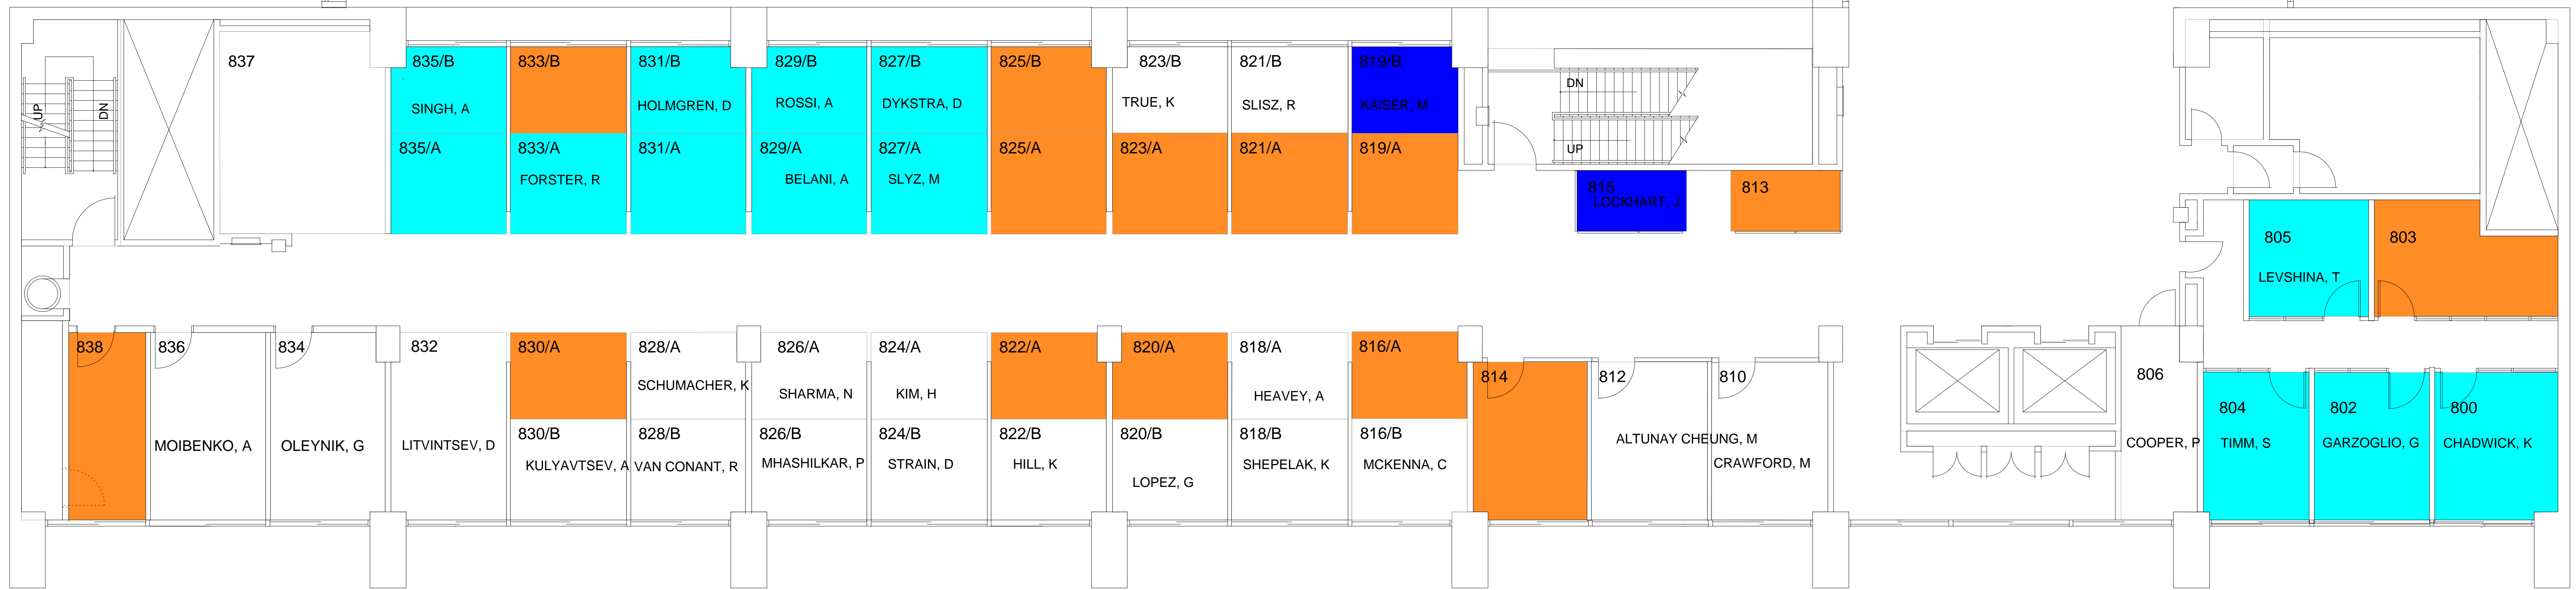 837
835/B
833/B
831/B
829/B
827/B
825/B
823/B
821/B
819/B
SINGH, A
HOLMGREN, D
ROSSI, A
DYKSTRA, D
TRUE, K
SLISZ, R
KAISER, M
UP
DN
DN
UP
835/A
833/A
831/A
829/A
827/A
825/A
823/A
821/A
819/A
FORSTER, R
BELANI, A
SLYZ, M
815
LOCKHART, J
813
805
LEVSHINA, T
803
838
836
834
832
830/A
828/A
826/A
824/A
822/A
820/A
818/A
816/A
814
812
810
806
SCHUMACHER, K
SHARMA, N
KIM, H
HEAVEY, A
804
802
800
MOIBENKO, A
OLEYNIK, G
LITVINTSEV, D
830/B
828/B
826/B
824/B
822/B
820/B
818/B
816/B
ALTUNAY CHEUNG, M
COOPER, P
TIMM, S
GARZOGLIO, G
CHADWICK, K
KULYAVTSEV, A
VAN CONANT, R
MHASHILKAR, P
STRAIN, D
HILL, K
LOPEZ, G
SHEPELAK, K
MCKENNA, C
CRAWFORD, M